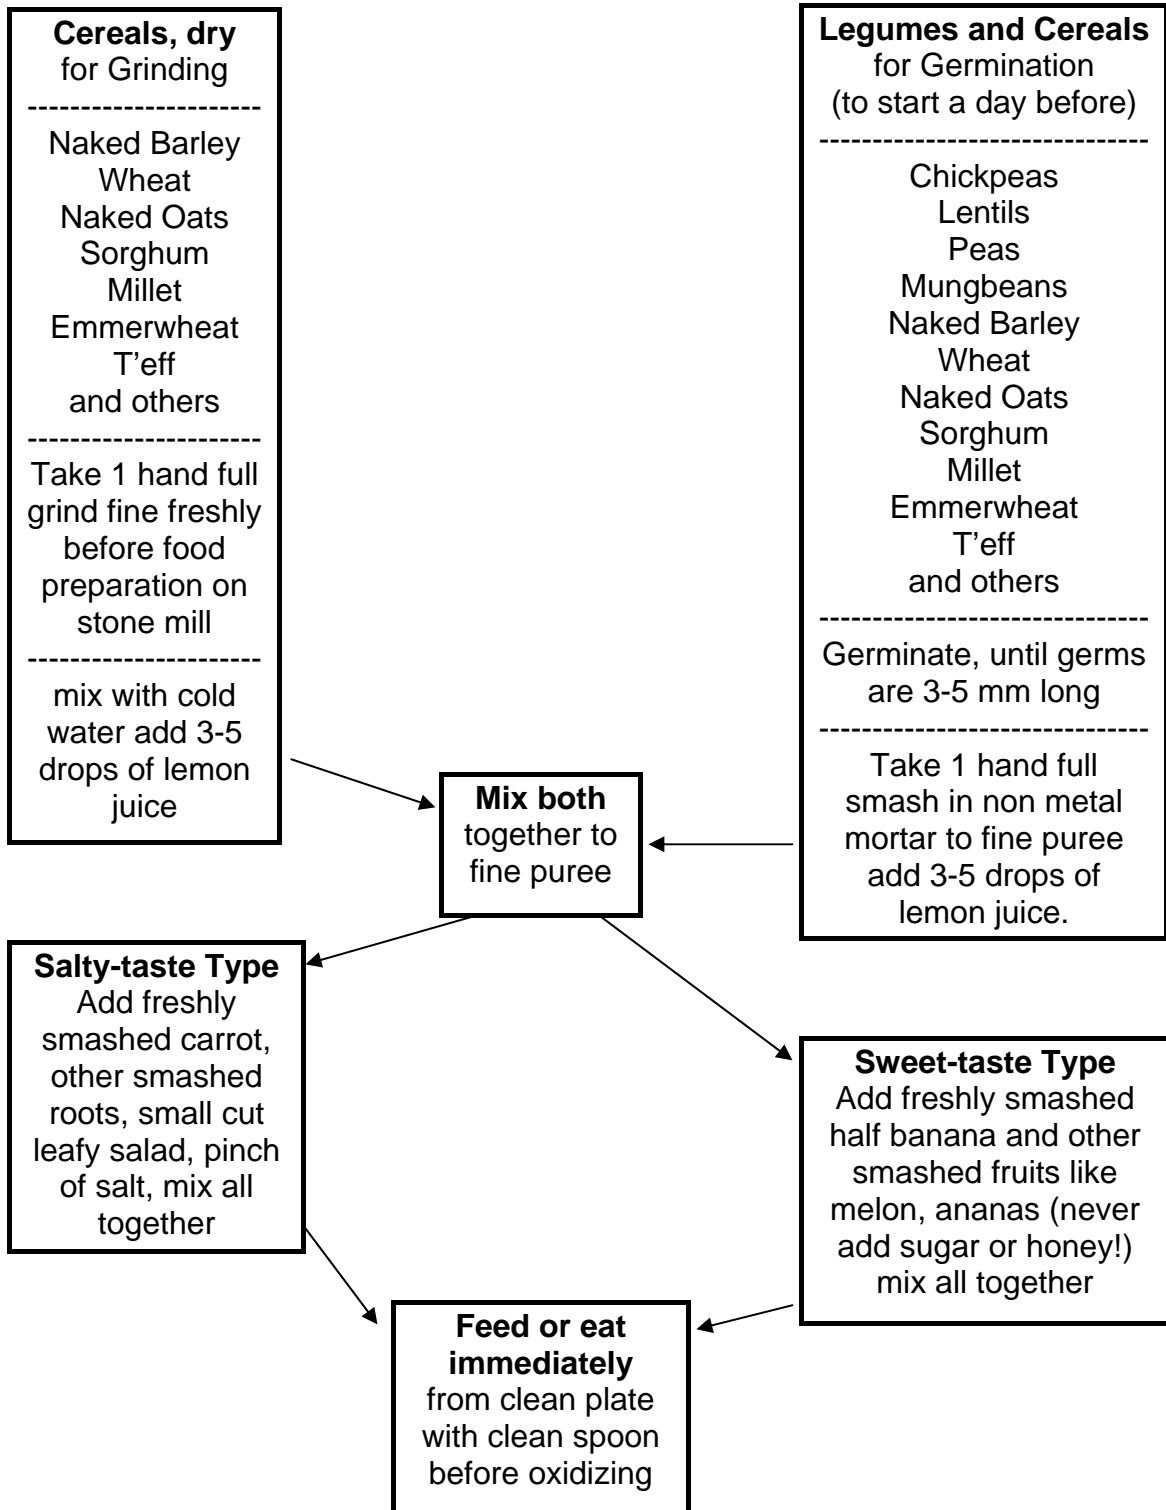 Cereals, dry
for Grinding
----------------------
Naked Barley
Wheat
Naked Oats
Sorghum
Millet
Emmerwheat
T’eff
and others
----------------------
Take 1 hand full
grind fine freshly
before food
preparation on
stone mill
----------------------
mix with cold
water add 3-5
drops of lemon
juice
Legumes and Cereals
for Germination
(to start a day before)
-------------------------------
Chickpeas
Lentils
Peas
Mungbeans
Naked Barley
Wheat
Naked Oats
Sorghum
Millet
Emmerwheat
T’eff
and others
-------------------------------
Germinate, until germs
are 3-5 mm long
-------------------------------
Take 1 hand full
smash in non metal
mortar to fine puree
add 3-5 drops of
lemon juice.
Mix both
together to
fine puree
Salty-taste Type
Add freshly
smashed carrot,
other smashed
roots, small cut
leafy salad, pinch
of salt, mix all
together
Sweet-taste Type
Add freshly smashed
half banana and other
smashed fruits like
melon, ananas (never
add sugar or honey!)
mix all together
Feed or eat
immediately
from clean plate
with clean spoon
before oxidizing